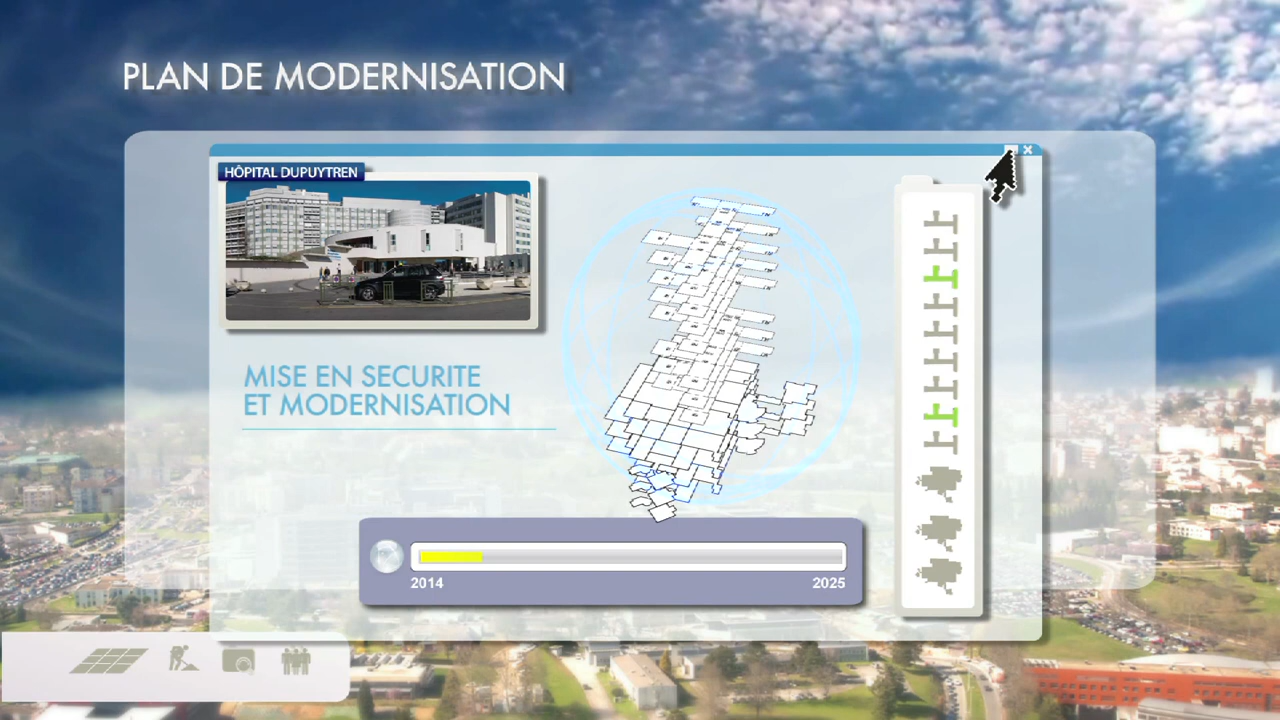 PLAN DE MODERNISATION
HÔPITAL DUPUYTREN
MISE EN SECURITE
ET MODERNISATION
2014
2025